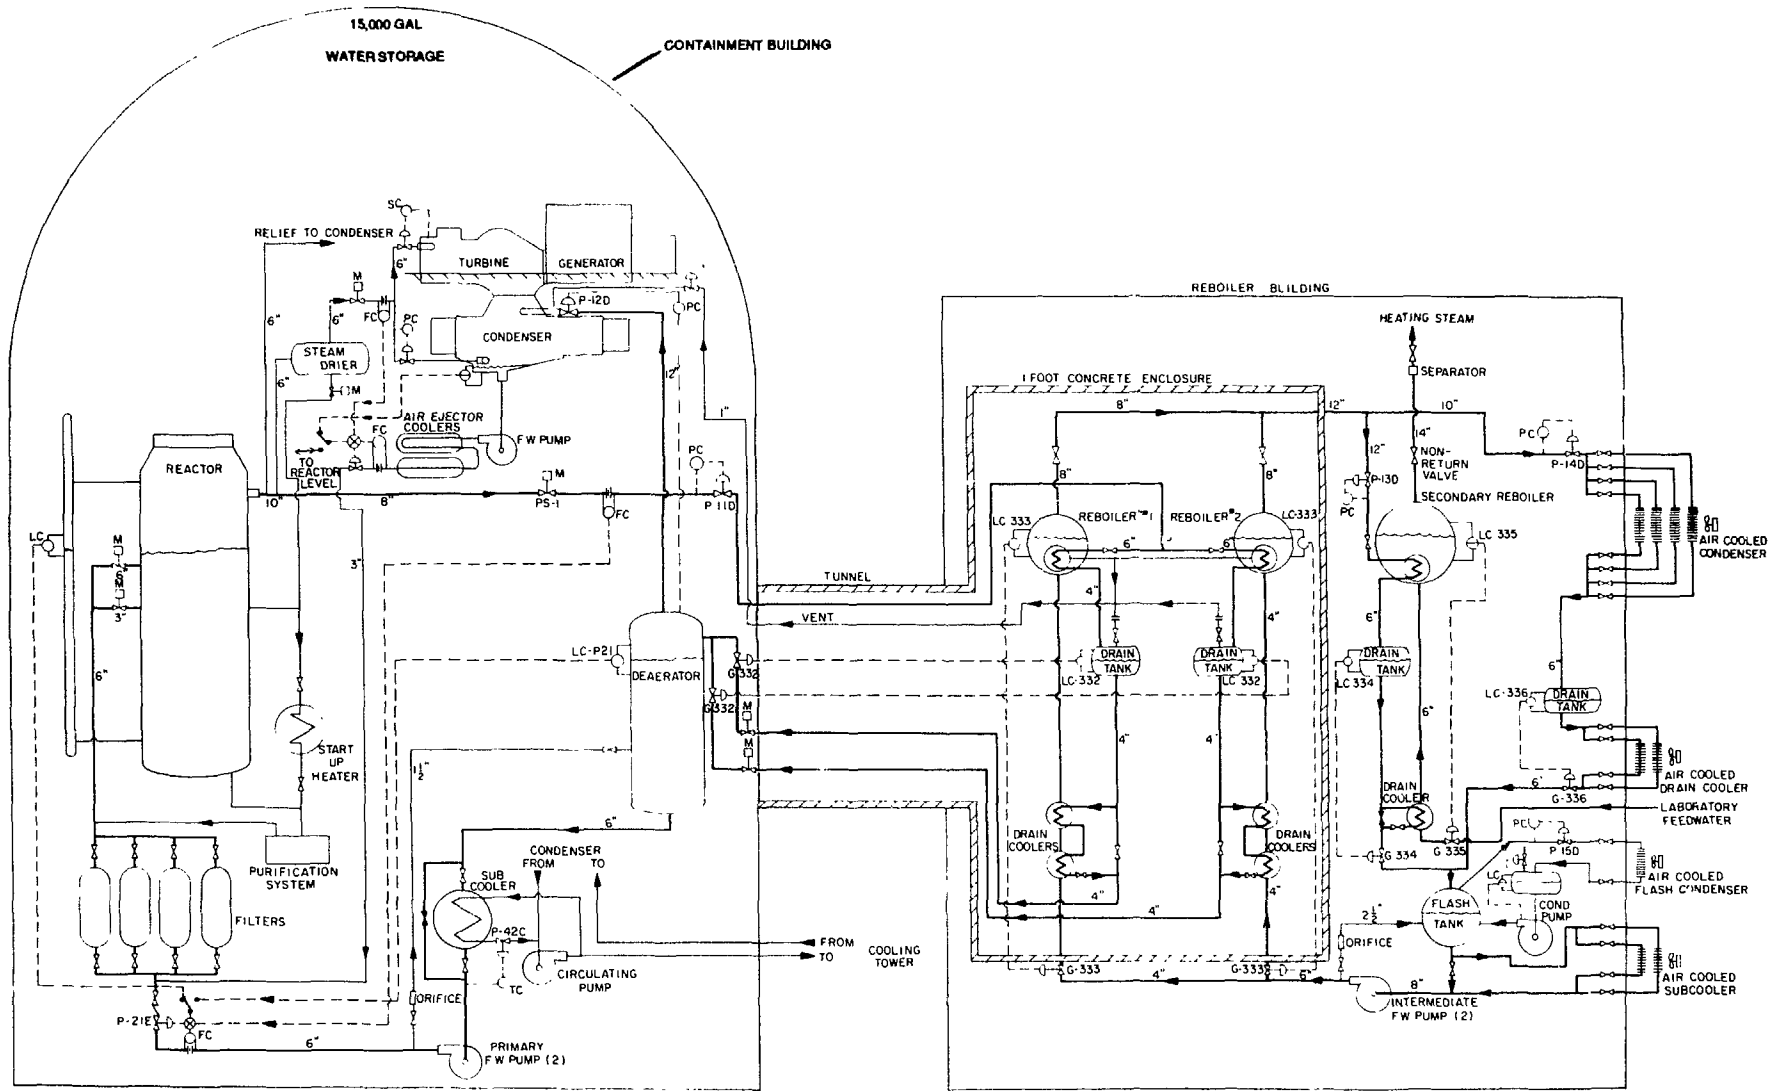 15,000 GAL
WATER STORAGE
CONTAINMENT BUILDING
SC
RELIEF TO CONDENSER
6"
TURBINE
GENERATOR
M
P-12D
PC
REBOILER BUILDING
6"
6"
FC
PC
CONDENSER
HEATING STEAM
STEAM
DRIER
12"
6"
M
1"
SEPARATOR
1 FOOT CONCRETE ENCLOSURE
8"
12"
10"
AIR EJECTOR
COOLERS
FC
FW PUMP
14"
PC
TO
REACTOR
LEVEL
M
PC
8"
8"
12"
NON-
RETURN
VALVE
P-14D
REACTOR
10"
8"
PS-1
P-11D
P-13D
PC
SECONDARY REBOILER
FC
LC 333
REBOILER #1
REBOILER #2
LC-333
LC
M
6"
6"
LC 335
AIR COOLED
CONDENSER
6"
M
3"
3"
TUNNEL
4"
VENT
4"
6"
LC-P21
DEAERATOR
G-332
DRAIN
TANK
DRAIN
TANK
LC-332
LC 332
DRAIN
TANK
LC 334
6"
6"
G-332
M
M
LC-336
DRAIN
TANK
6"
START
UP
HEATER
1 1/2"
4"
4"
AIR COOLED
DRAIN COOLER
DRAIN
COOLER
6"
G-336
LABORATORY
FEEDWATER
6"
DRAIN
COOLERS
DRAIN
COOLERS
PC
P-15D
G 334
G 335
PURIFICATION
SYSTEM
CONDENSER
FROM
TO
SUB
COOLER
LC
AIR COOLED
FLASH CONDENSER
4"
4"
4"
FILTERS
P-42C
FLASH
TANK
COND
PUMP
2 1/2"
FROM
TO
COOLING
TOWER
ORIFICE
CIRCULATING
PUMP
TC
G-333
G-333
6"
4"
AIR COOLED
SUBCOOLER
ORIFICE
8"
INTERMEDIATE
FW PUMP (2)
P-21E
FC
6"
PRIMARY
FW PUMP (2)